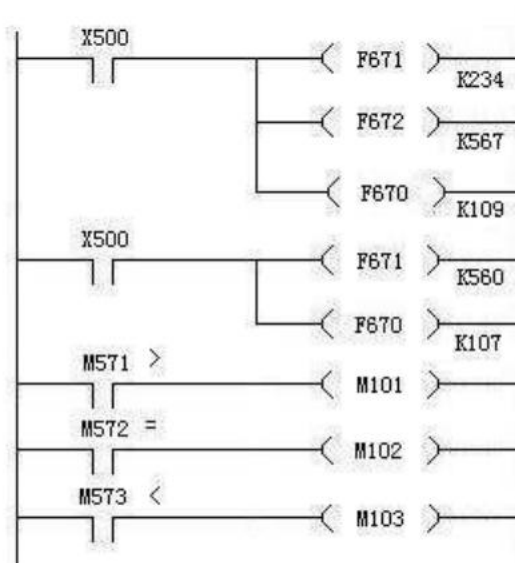 X500
F671
K234
F672
K567
F670
K109
X500
F671
K560
F670
K107
M571 >
M101
M572 =
M102
M573 <
M103